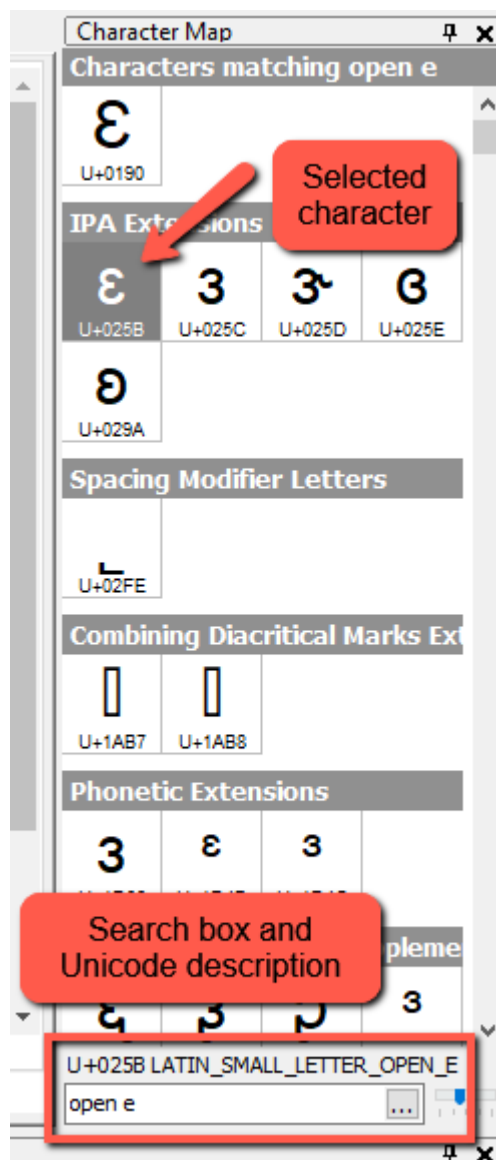 Character Map
Characters matching open e
Ɛ
U+0190
Selected
character
IPA Extensions
ɛ ɜ ɝ ɞ
U+025B U+025C U+025D U+025E
ʚ
U+029A
Spacing Modifier Letters
˾
U+02FE
Combining Diacritical Marks Ext
U+1AB7 U+1AB8
Phonetic Extensions
ᴈ ᵋ ᵌ
Search box and
Unicode description
U+025B LATIN_SMALL_LETTER_OPEN_E
open e
...